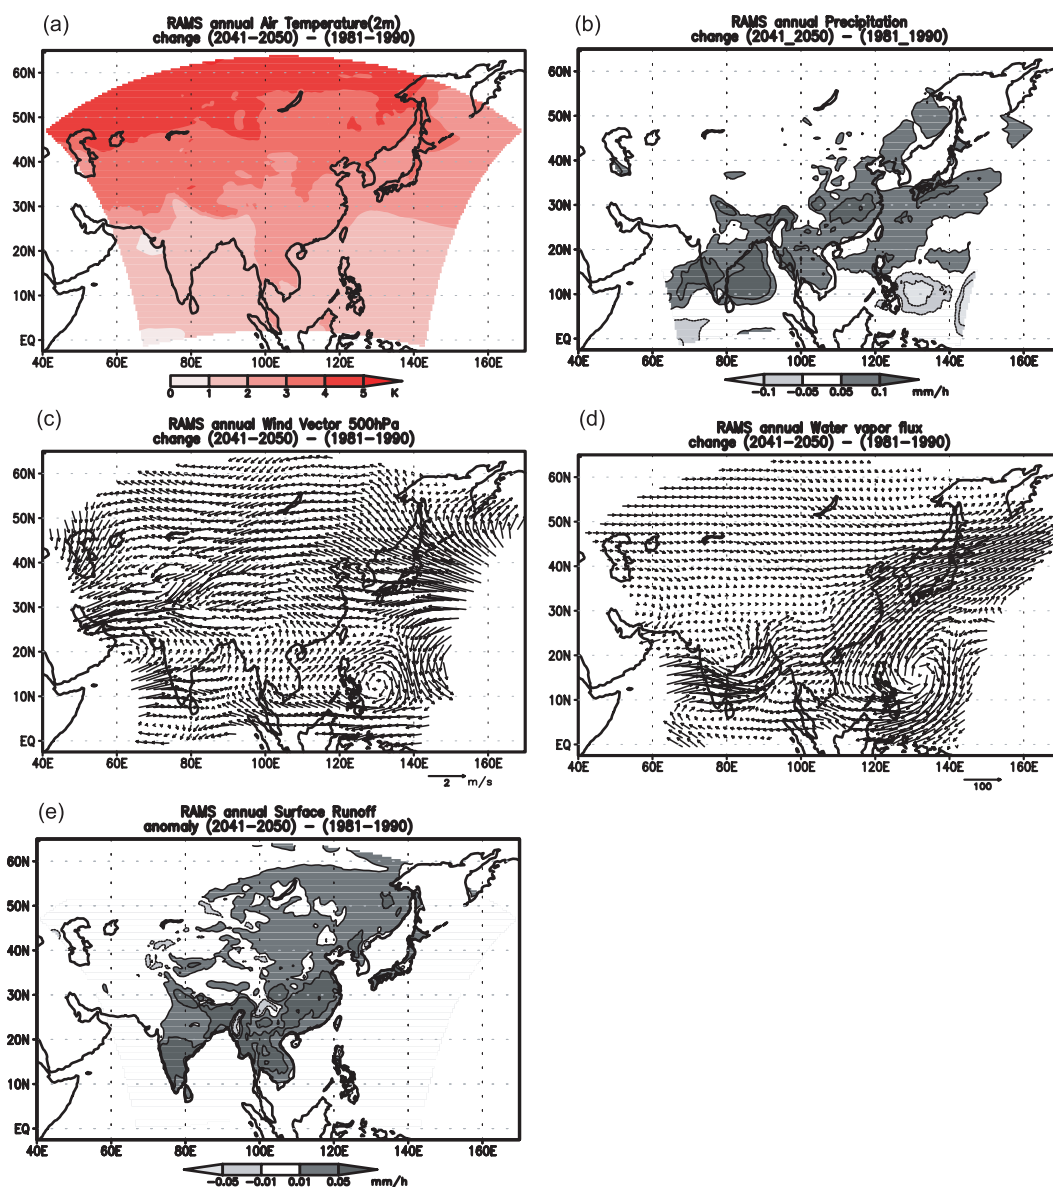 (a)
RAMS annual Air Temperature(2m)
change (2041-2050) - (1981-1990)
60N
50N
40N
30N
20N
10N
EQ
40E 60E 80E 100E 120E 140E 160E
0 1 2 3 4 5 K
(b)
RAMS annual Precipitation
change (2041_2050) - (1981_1990)
60N
50N
40N
30N
20N
10N
EQ
40E 60E 80E 100E 120E 140E 160E
-0.1 -0.05 0.05 0.1 mm/h
(c)
RAMS annual Wind Vector 500hPa
change (2041-2050) - (1981-1990)
60N
50N
40N
30N
20N
10N
EQ
40E 60E 80E 100E 120E 140E 160E
2 m/s
(d)
RAMS annual Water vapor flux
change (2041-2050) - (1981-1990)
60N
50N
40N
30N
20N
10N
EQ
40E 60E 80E 100E 120E 140E 160E
100
(e)
RAMS annual Surface Runoff
anomaly (2041-2050) - (1981-1990)
60N
50N
40N
30N
20N
10N
EQ
40E 60E 80E 100E 120E 140E 160E
-0.05 -0.01 0.01 0.05 mm/h